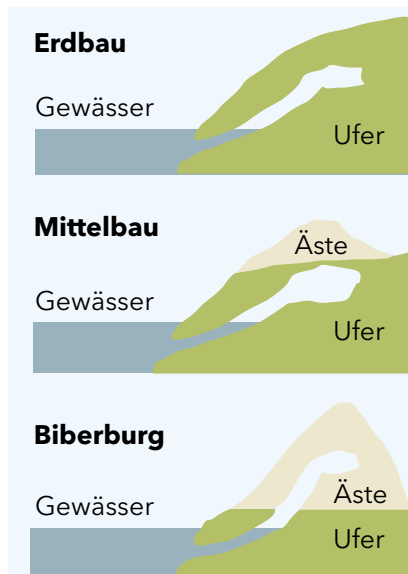 Erdbau
Gewässer
Ufer
Mittelbau
Äste
Gewässer
Ufer
Biberburg
Äste
Gewässer
Ufer